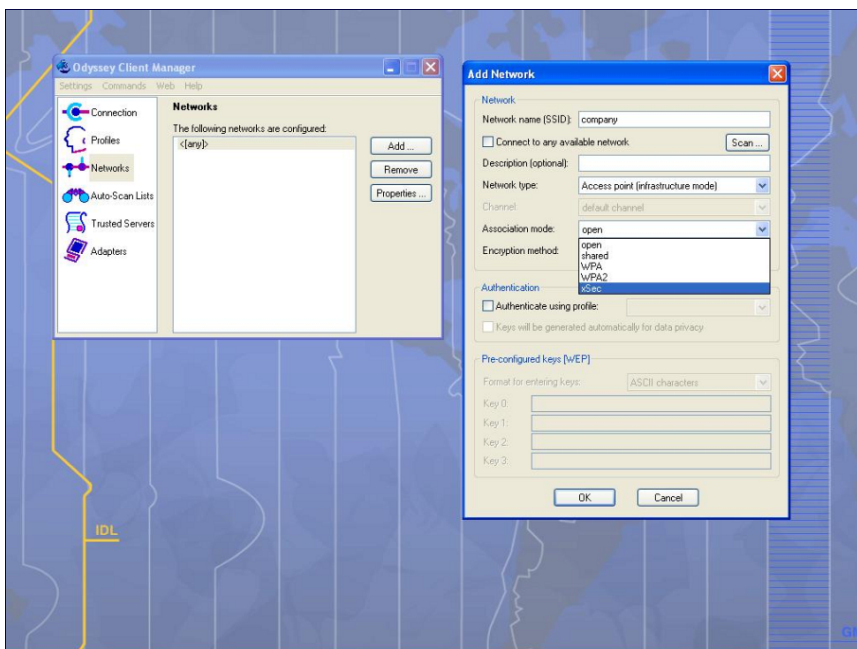 Odyssey Client Manager
Settings Commands Web Help
Connection
Profiles
Networks
Auto-Scan Lists
Trusted Servers
Adapters
Networks
The following networks are configured:
<[any]>
Add ...
Remove
Properties ...
Add Network
Network
Network name (SSID): company
Connect to any available network
Scan ...
Description (optional):
Network type: Access point (infrastructure mode)
Channel: default channel
Association mode: open
Encryption method:
open
shared
WPA
WPA2
xSec
Authentication
Authenticate using profile:
Keys will be generated automatically for data privacy
Pre-configured keys [WEP]
Format for entering keys: ASCII characters
Key 0:
Key 1:
Key 2:
Key 3:
OK Cancel
IDL